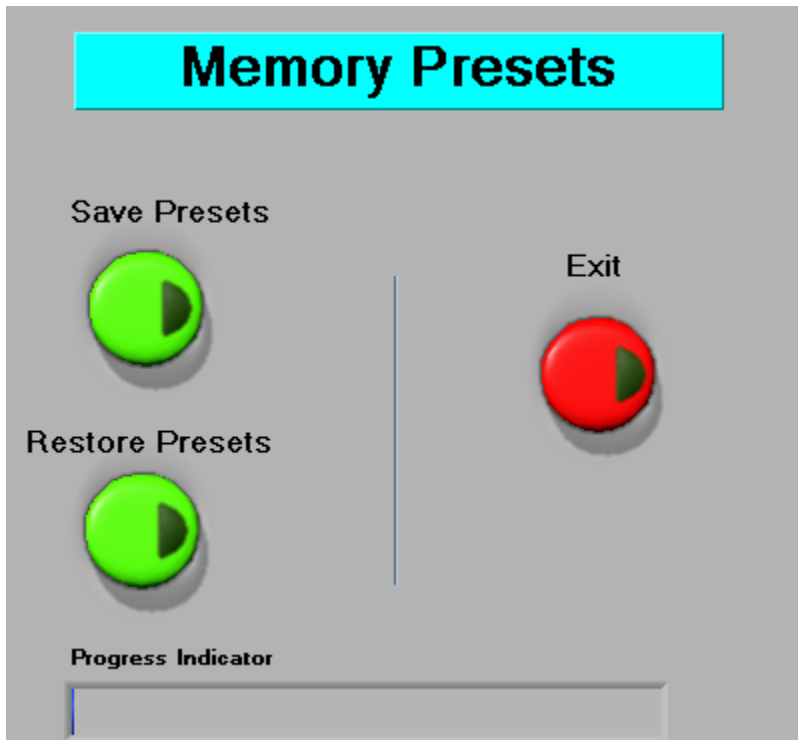 Memory Presets
Save Presets
Exit
Restore Presets
Progress Indicator